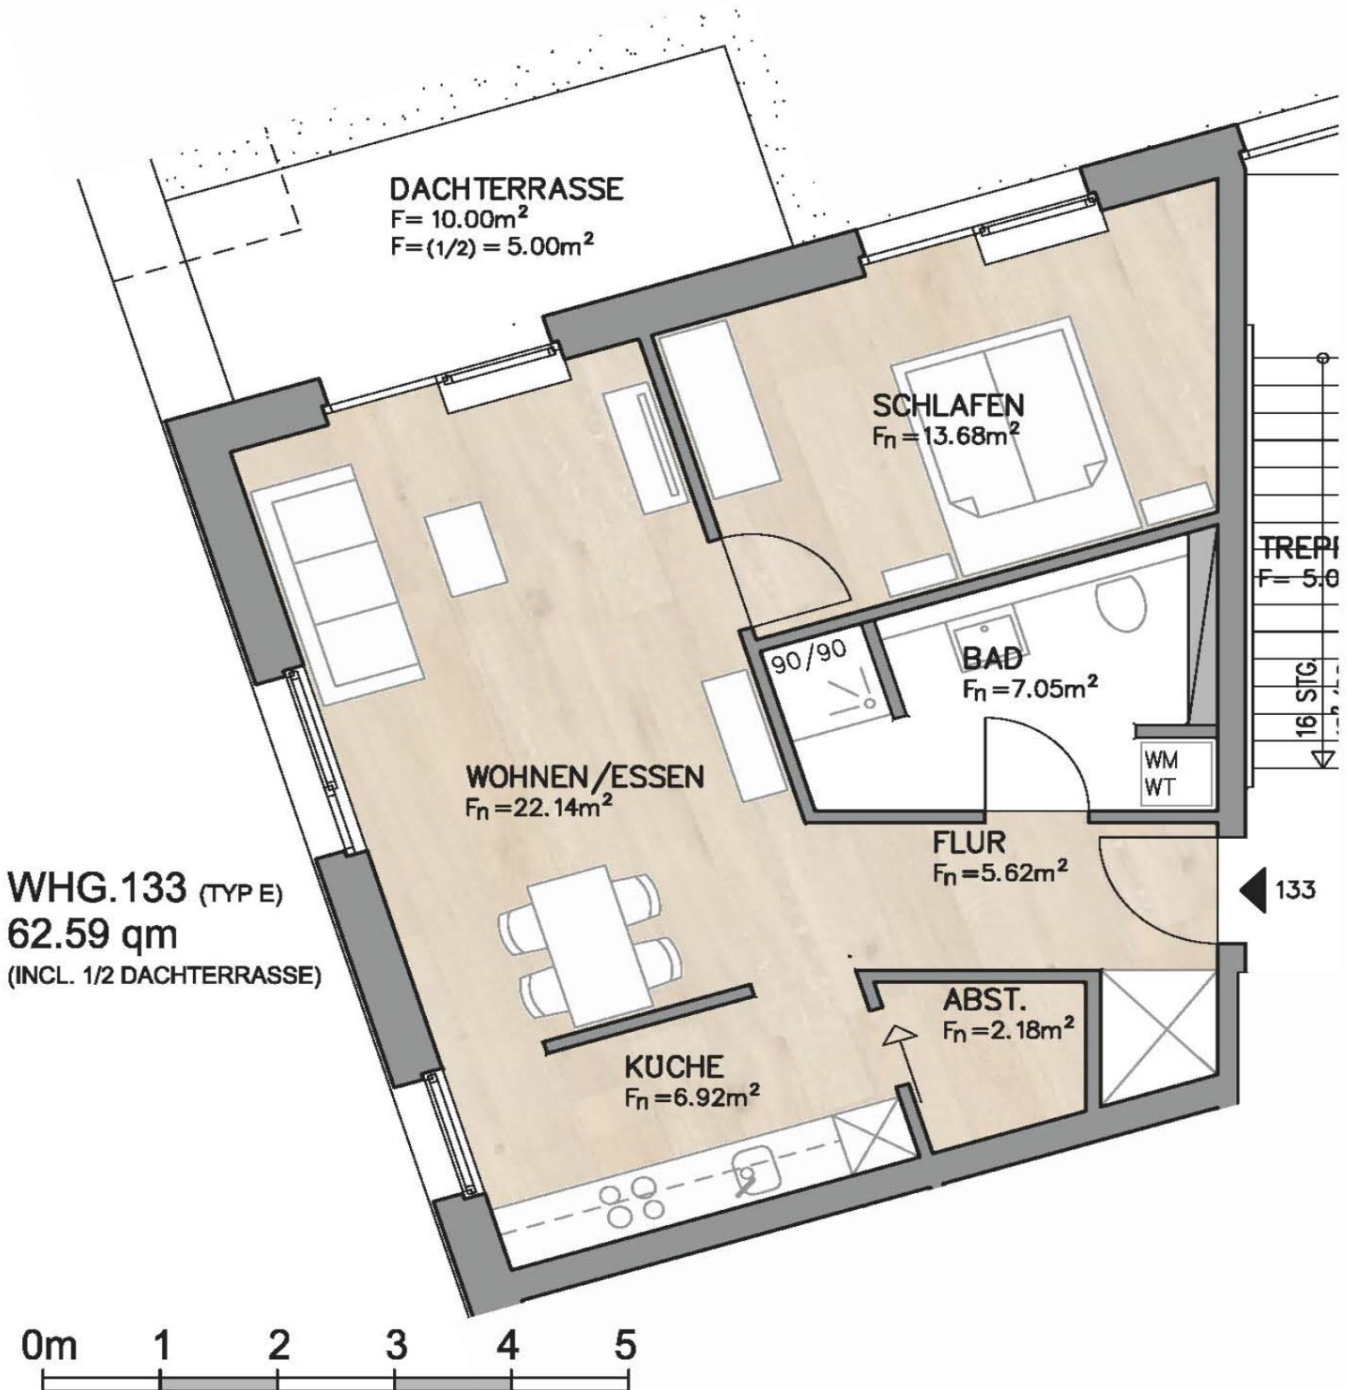 DACHTERRASSE
F= 10.00m²
F=(1/2) = 5.00m²
SCHLAFEN
Fn=13.68m²
90/90
BAD
Fn=7.05m²
WM
WT
16 STG.
F= 5.0
WOHNEN/ESSEN
Fn=22.14m²
FLUR
Fn=5.62m²
133
WHG.133 (TYP E)
62.59 qm
(INCL. 1/2 DACHTERRASSE)
ABST.
Fn=2.18m²
KÜCHE
Fn=6.92m²
0m 1 2 3 4 5